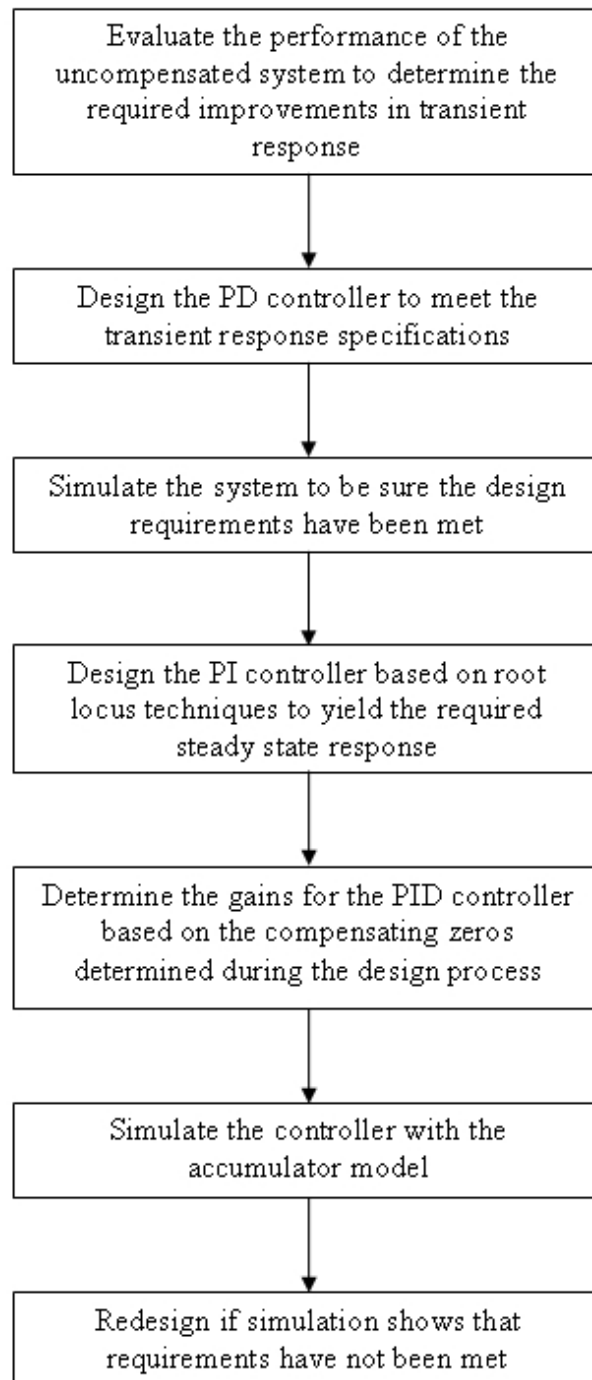 Evaluate the performance of the
uncompensated system to determine the
required improvements in transient
response
Design the PD controller to meet the
transient response specifications
Simulate the system to be sure the design
requirements have been met
Design the PI controller based on root
locus techniques to yield the required
steady state response
Determine the gains for the PID controller
based on the compensating zeros
determined during the design process
Simulate the controller with the
accumulator model
Redesign if simulation shows that
requirements have not been met